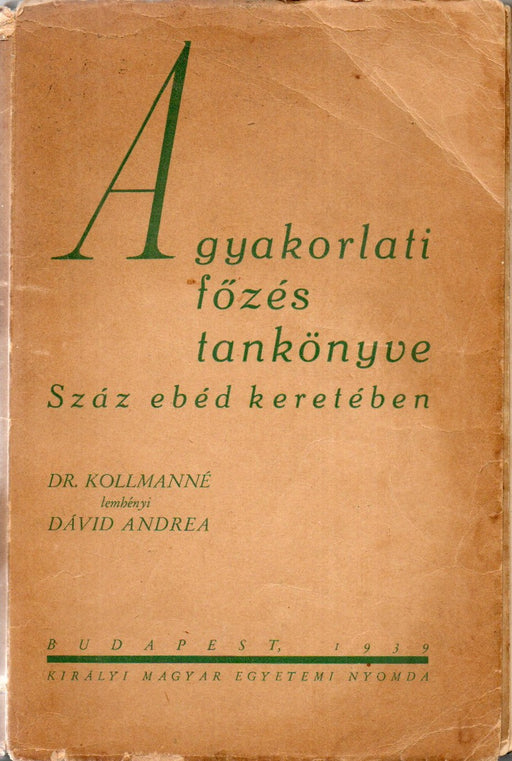 A gyakorlati
főzés
tankönyve
Száz ebéd keretében
DR. KOLLMANNÉ
lemhényi
DÁVID ANDREA
BUDAPEST, 1939
KIRÁLYI MAGYAR EGYETEMI NYOMDA